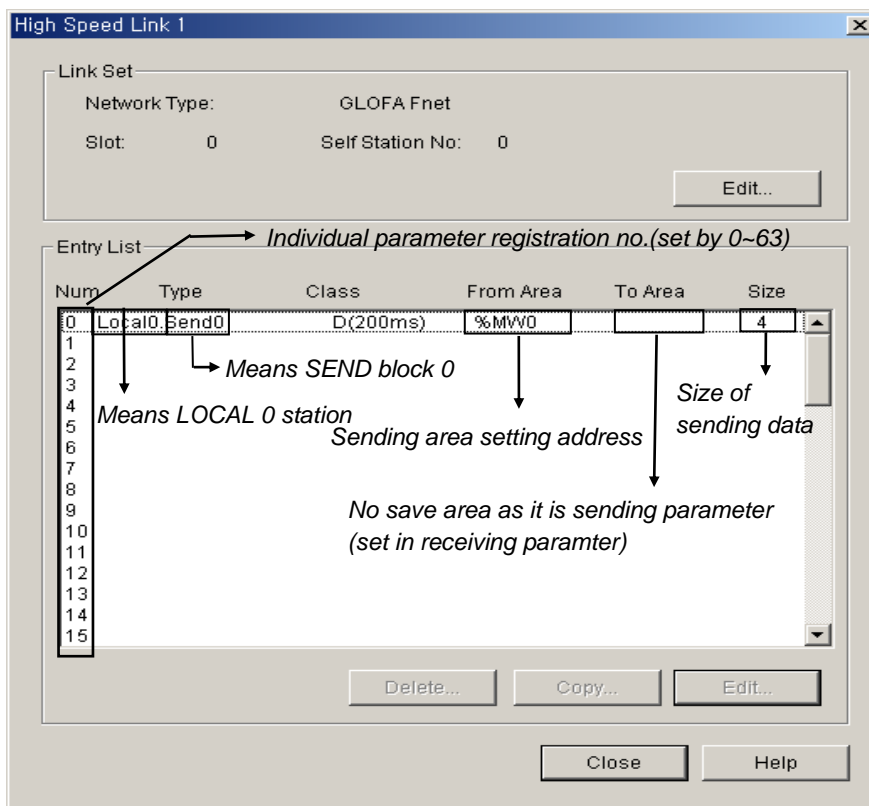 High Speed Link 1
Link Set
Network Type: GLOFA Fnet
Slot: 0 Self Station No: 0
Edit...
Entry List
Individual parameter registration no.(set by 0~63)
Num Type Class From Area To Area Size
0 Local0.Send0 D(200ms) %MW0 4
1
2
3
4
5
6
7
8
9
10
11
12
13
14
15
Means SEND block 0
Means LOCAL 0 station
Size of
sending data
Sending area setting address
No save area as it is sending parameter
(set in receiving paramter)
Delete... Copy... Edit...
Close Help